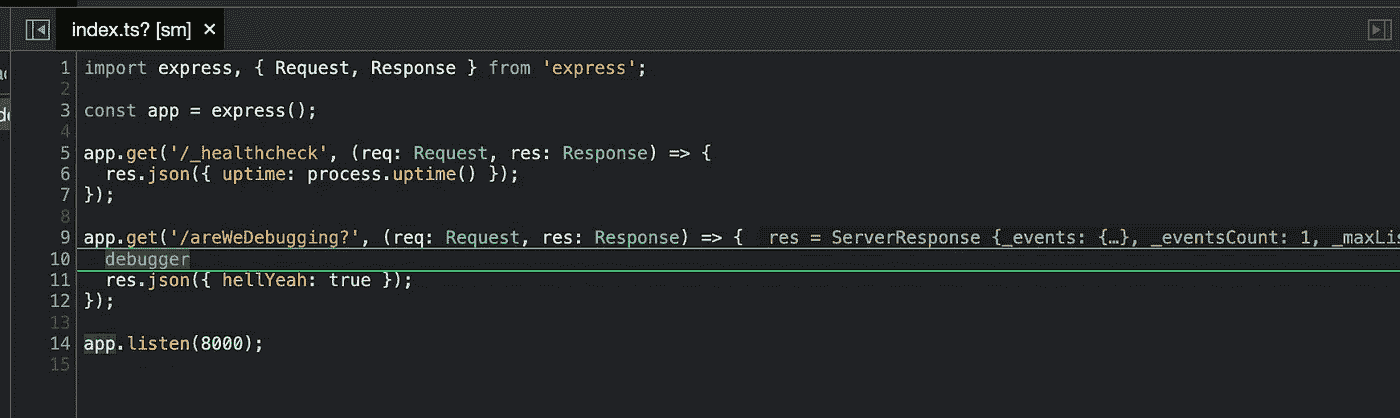 index.ts? [sm] ×
1 import express, { Request, Response } from 'express';
2
3 const app = express();
4
5 app.get('/_healthcheck', (req: Request, res: Response) => {
6   res.json({ uptime: process.uptime() });
7 });
8
9 app.get('/areWeDebugging?', (req: Request, res: Response) => {  res = ServerResponse {_events: {…}, _eventsCount: 1, _maxLis
10   debugger
11   res.json({ hellYeah: true });
12 });
13
14 app.listen(8000);
15